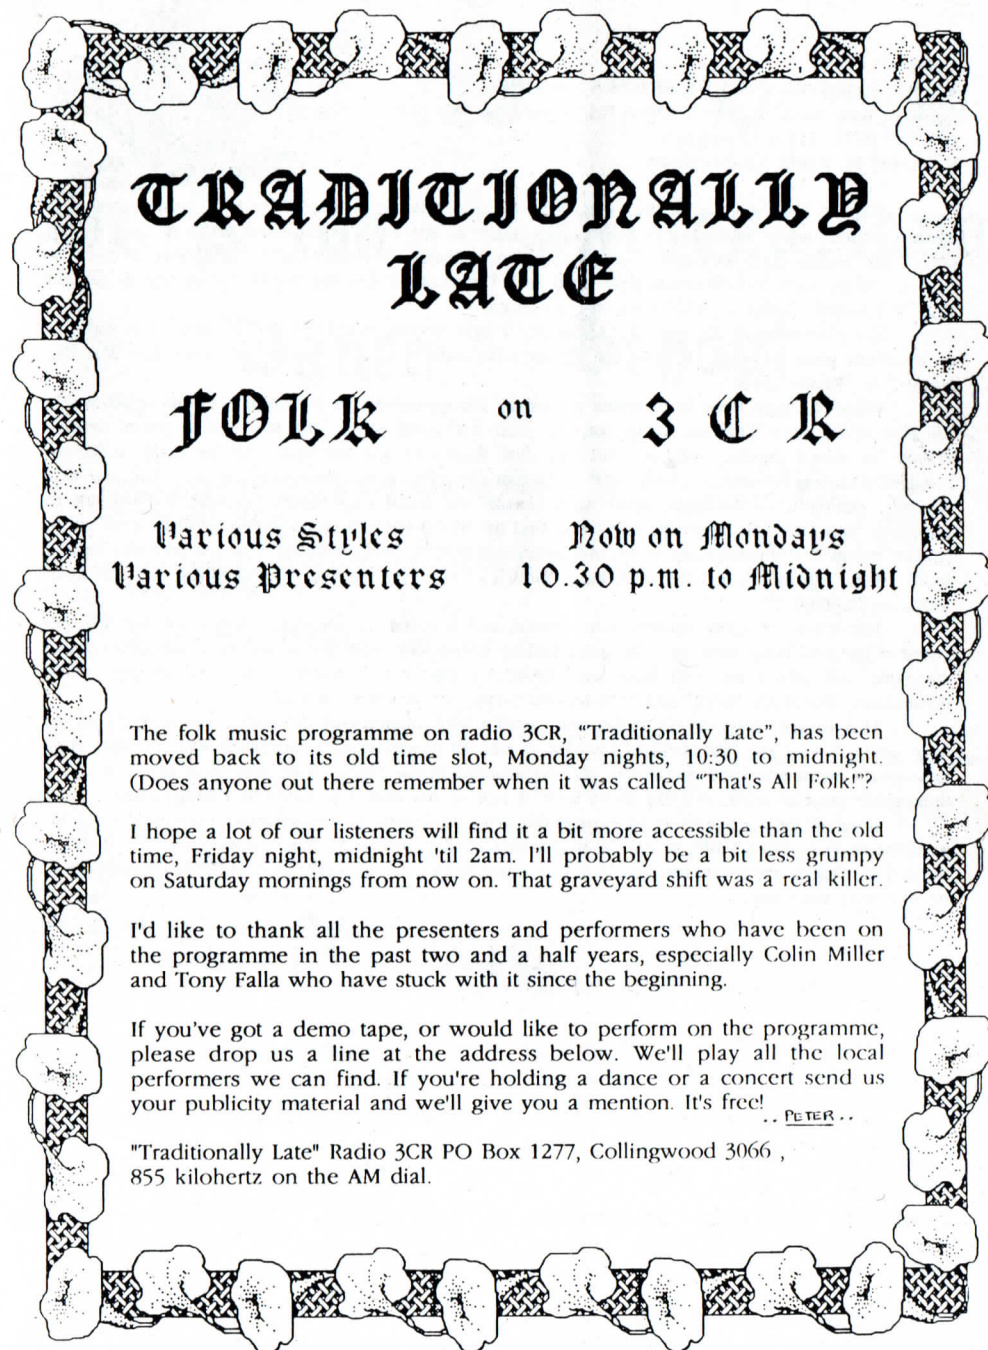 TRADITIONALLY
LATE
FOLK on 3 C R
Various Styles
Various Presenters
Now on Mondays
10.30 p.m. to Midnight
The folk music programme on radio 3CR, “Traditionally Late”, has been
moved back to its old time slot, Monday nights, 10:30 to midnight.
(Does anyone out there remember when it was called “That's All Folk!”?
I hope a lot of our listeners will find it a bit more accessible than the old
time, Friday night, midnight 'til 2am. I'll probably be a bit less grumpy
on Saturday mornings from now on. That graveyard shift was a real killer.
I'd like to thank all the presenters and performers who have been on
the programme in the past two and a half years, especially Colin Miller
and Tony Falla who have stuck with it since the beginning.
If you've got a demo tape, or would like to perform on the programme,
please drop us a line at the address below. We'll play all the local
performers we can find. If you're holding a dance or a concert send us
your publicity material and we'll give you a mention. It's free!
.. PETER ..
"Traditionally Late" Radio 3CR PO Box 1277, Collingwood 3066 ,
855 kilohertz on the AM dial.